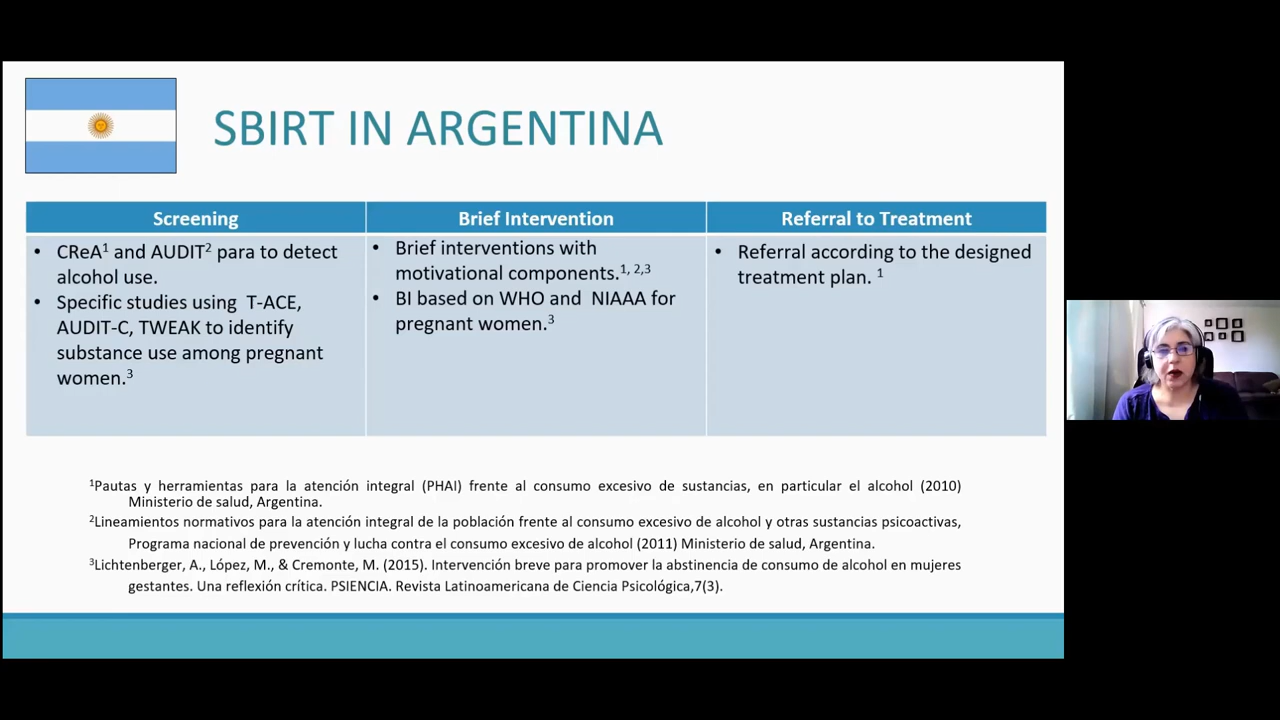 SBIRT IN ARGENTINA
Screening
Brief Intervention
Referral to Treatment
• CReA¹ and AUDIT² para to detect
alcohol use.
• Specific studies using T-ACE,
AUDIT-C, TWEAK to identify
substance use among pregnant
women.³
• Brief interventions with
motivational components.¹, ²,³
• BI based on WHO and NIAAA for
pregnant women.³
• Referral according to the designed
treatment plan. ¹
¹Pautas y herramientas para la atención integral (PHAI) frente al consumo excesivo de sustancias, en particular el alcohol (2010)
Ministerio de salud, Argentina.
²Lineamientos normativos para la atención integral de la población frente al consumo excesivo de alcohol y otras sustancias psicoactivas,
Programa nacional de prevención y lucha contra el consumo excesivo de alcohol (2011) Ministerio de salud, Argentina.
³Lichtenberger, A., López, M., & Cremonte, M. (2015). Intervención breve para promover la abstinencia de consumo de alcohol en mujeres
gestantes. Una reflexión crítica. PSIENCIA. Revista Latinoamericana de Ciencia Psicológica,7(3).